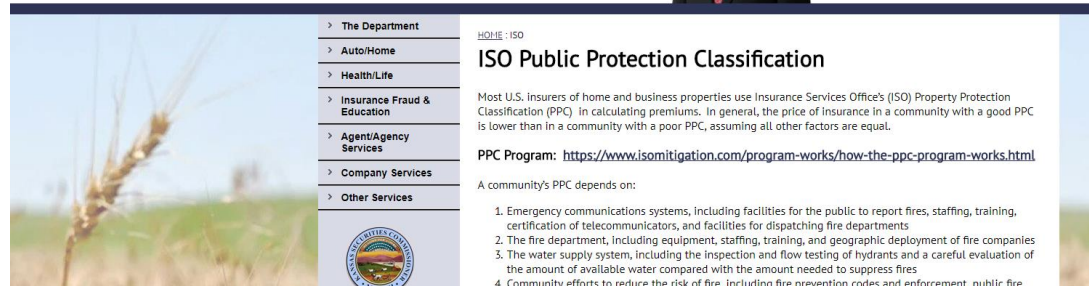 The Department
Auto/Home
Health/Life
Insurance Fraud &
Education
Agent/Agency
Services
Company Services
Other Services
SECURITIES COMMISSIONER
KANSAS
HOME : ISO
ISO Public Protection Classification
Most U.S. insurers of home and business properties use Insurance Services Office's (ISO) Property Protection
Classification (PPC) in calculating premiums. In general, the price of insurance in a community with a good PPC
is lower than in a community with a poor PPC, assuming all other factors are equal.
PPC Program: https://www.isomitigation.com/program-works/how-the-ppc-program-works.html
A community's PPC depends on:
1. Emergency communications systems, including facilities for the public to report fires, staffing, training,
certification of telecommunicators, and facilities for dispatching fire departments
2. The fire department, including equipment, staffing, training, and geographic deployment of fire companies
3. The water supply system, including the inspection and flow testing of hydrants and a careful evaluation of
the amount of available water compared with the amount needed to suppress fires
4. Community efforts to reduce the risk of fire, including fire prevention codes and enforcement, public fire